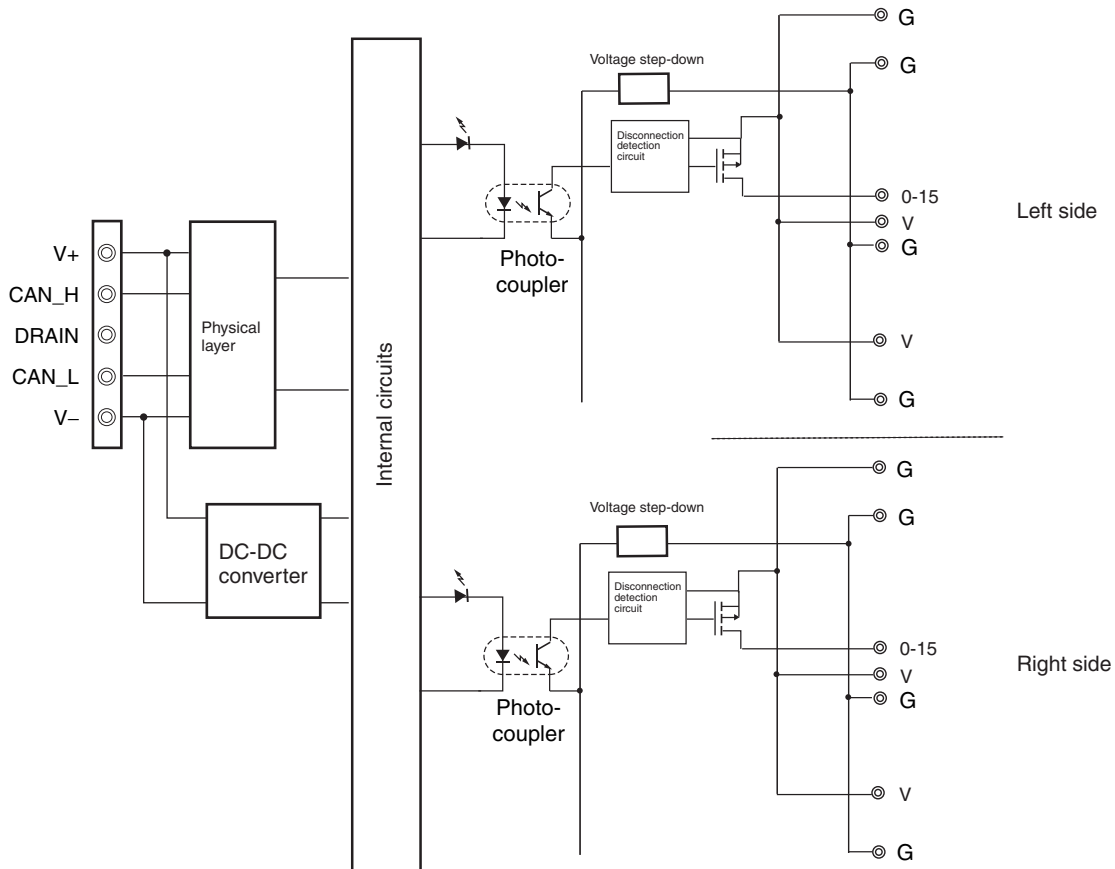 V+
CAN_H
DRAIN
CAN_L
V–
Physical
layer
DC-DC
converter
Internal circuits
Voltage step-down
Disconnection
detection
circuit
Photo-
coupler
G
G
0-15
V
G
V
G
Left side
Voltage step-down
Disconnection
detection
circuit
Photo-
coupler
G
G
0-15
V
G
V
G
Right side